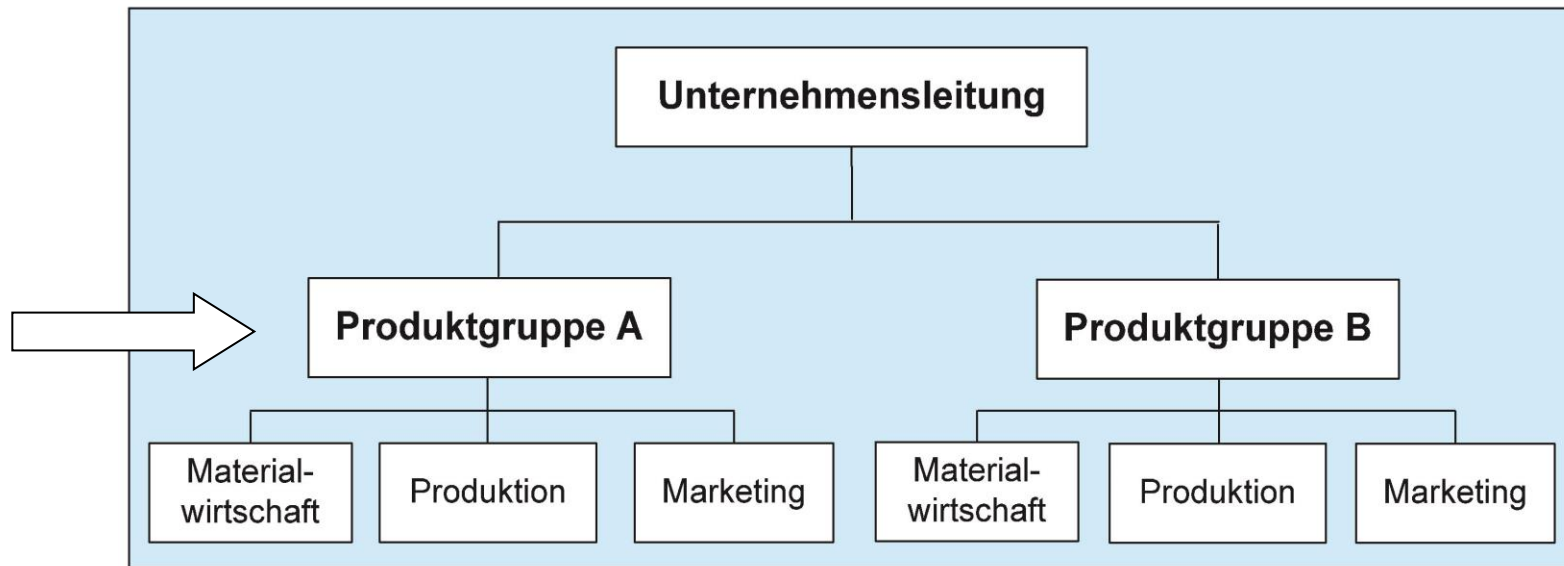 Unternehmensleitung
Produktgruppe A
Produktgruppe B
Material-
wirtschaft
Produktion
Marketing
Material-
wirtschaft
Produktion
Marketing